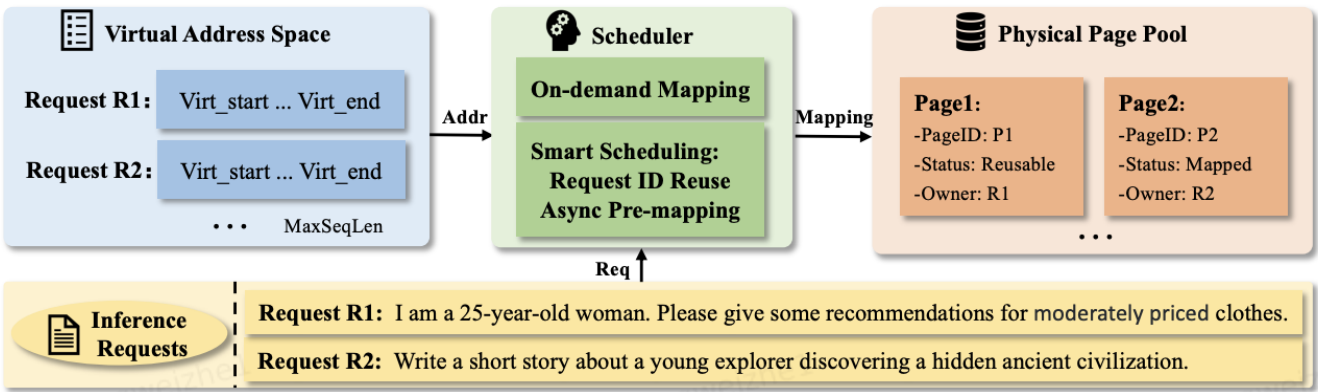 Virtual Address Space
Request R1:
Virt_start ... Virt_end
Request R2:
Virt_start ... Virt_end
... MaxSeqLen
Addr
Scheduler
On-demand Mapping
Smart Scheduling:
Request ID Reuse
Async Pre-mapping
Mapping
Physical Page Pool
Page1:
-PageID: P1
-Status: Reusable
-Owner: R1
Page2:
-PageID: P2
-Status: Mapped
-Owner: R2
...
Req
Inference
Requests
Request R1: I am a 25-year-old woman. Please give some recommendations for moderately priced clothes.
Request R2: Write a short story about a young explorer discovering a hidden ancient civilization.